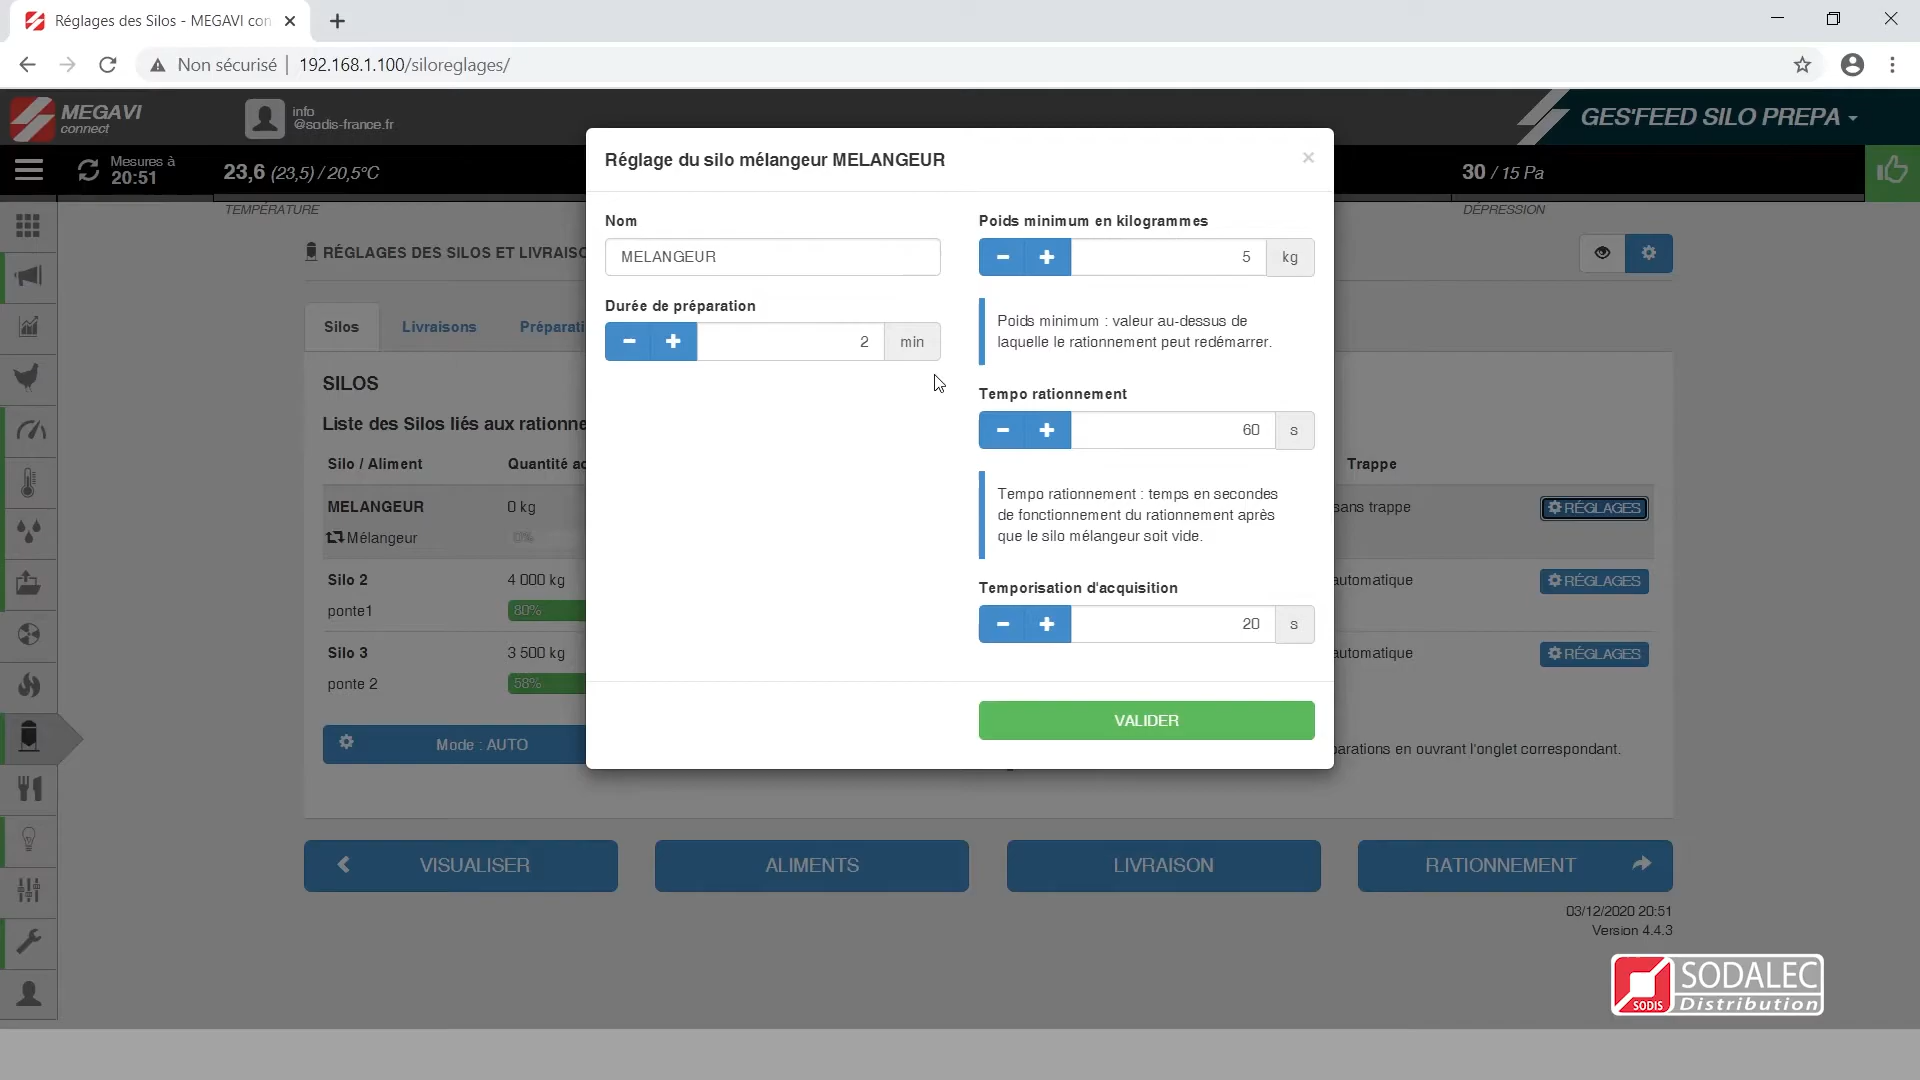 Réglages des Silos - MEGAVI con
Non sécurisé | 192.168.1.100/siloreglages/
MEGAVI
connect
info
@sodis-france.fr
GES'FEED SILO PREPA
Mesures à
20:51
23,6 (23,5) / 20,5°C
30 / 15 Pa
TEMPÉRATURE
DÉPRESSION
RÉGLAGES DES SILOS ET LIVRAISO
Silos
Livraisons
Préparati
SILOS
Liste des Silos liés aux rationne
Silo / Aliment
Quantité ac
Trappe
MELANGEUR
0 kg
sans trappe
RÉGLAGES
Mélangeur
0%
Silo 2
4 000 kg
automatique
RÉGLAGES
ponte1
80%
Silo 3
3 500 kg
automatique
RÉGLAGES
ponte 2
58%
Mode : AUTO
parations en ouvrant l'onglet correspondant.
Réglage du silo mélangeur MELANGEUR
×
Nom
MELANGEUR
Durée de préparation
2
min
Poids minimum en kilogrammes
5
kg
Poids minimum : valeur au-dessus de
laquelle le rationnement peut redémarrer.
Tempo rationnement
60
s
Tempo rationnement : temps en secondes
de fonctionnement du rationnement après
que le silo mélangeur soit vide.
Temporisation d'acquisition
20
s
VALIDER
VISUALISER
ALIMENTS
LIVRAISON
RATIONNEMENT
03/12/2020 20:51
Version 4.4.3
SODIS
SODALEC
Distribution